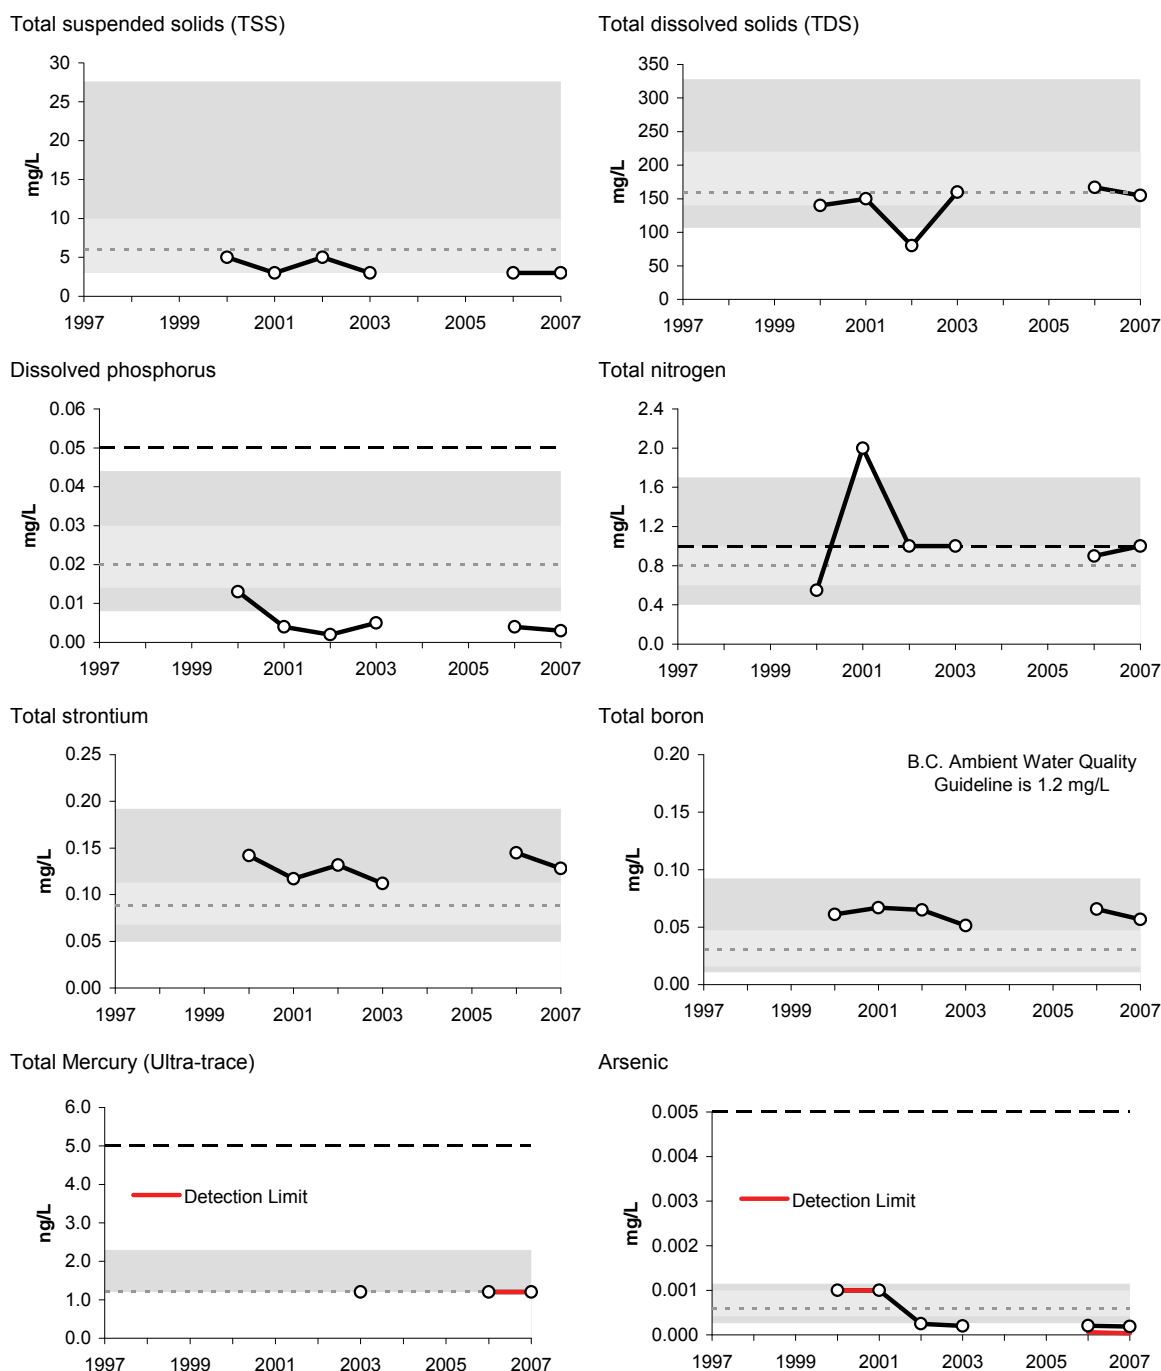 Total suspended solids (TSS)
30
25
20
15
10
5
0
mg/L
1997 1999 2001 2003 2005 2007
Total dissolved solids (TDS)
350
300
250
200
150
100
50
0
mg/L
1997 1999 2001 2003 2005 2007
Dissolved phosphorus
0.06
0.05
0.04
0.03
0.02
0.01
0.00
mg/L
1997 1999 2001 2003 2005 2007
Total nitrogen
2.4
2.0
1.6
1.2
0.8
0.4
0.0
mg/L
1997 1999 2001 2003 2005 2007
Total strontium
0.25
0.20
0.15
0.10
0.05
0.00
mg/L
1997 1999 2001 2003 2005 2007
Total boron
0.20
0.15
0.10
0.05
0.00
mg/L
B.C. Ambient Water Quality
Guideline is 1.2 mg/L
1997 1999 2001 2003 2005 2007
Total Mercury (Ultra-trace)
6.0
5.0
4.0
3.0
2.0
1.0
0.0
ng/L
Detection Limit
1997 1999 2001 2003 2005 2007
Arsenic
0.005
0.004
0.003
0.002
0.001
0.000
mg/L
Detection Limit
1997 1999 2001 2003 2005 2007